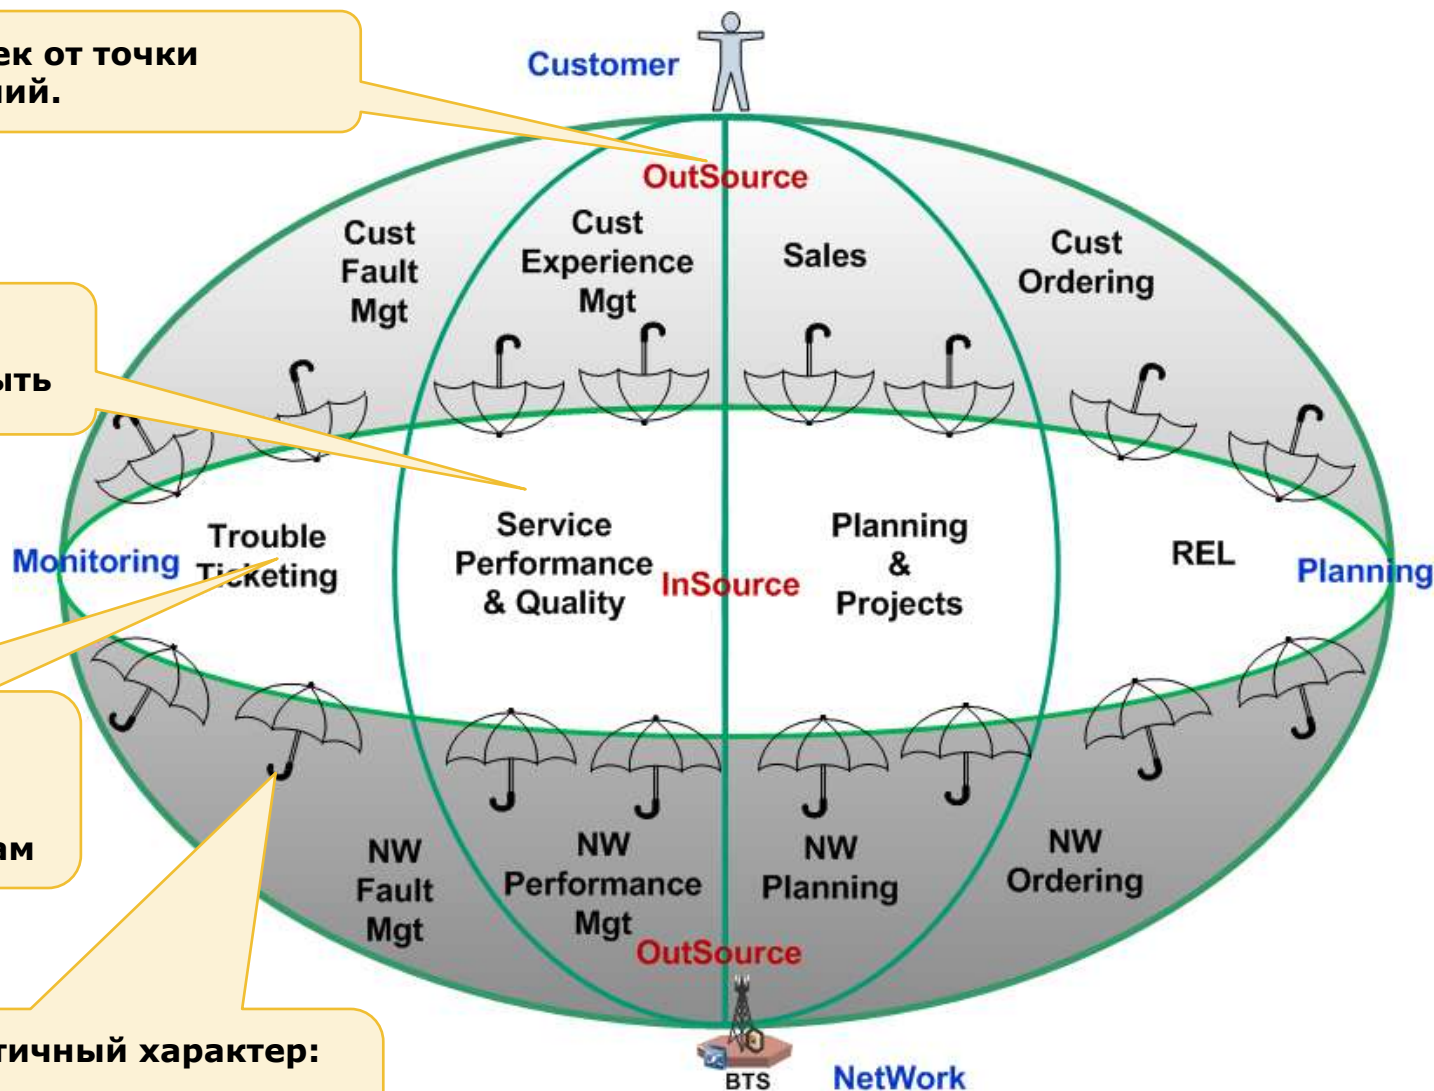 ек от точки
ий.
Customer
OutSource
Cust
Fault
Mgt
Cust
Experience
Mgt
Sales
Cust
Ordering
ыть
Monitoring
Trouble
Ticketing
Service
Performance
& Quality
InSource
Planning
&
Projects
REL
Planning
ам
NW
Fault
Mgt
NW
Performance
Mgt
NW
Planning
NW
Ordering
OutSource
тичный характер:
BTS
NetWork